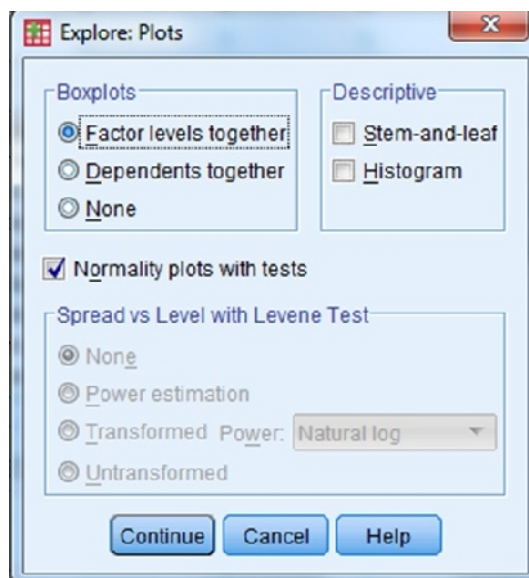 Explore: Plots
Boxplots
Factor levels together
Dependents together
None
Descriptive
Stem-and-leaf
Histogram
Normality plots with tests
Spread vs Level with Levene Test
None
Power estimation
Transformed Power: Natural log
Untransformed
Continue Cancel Help